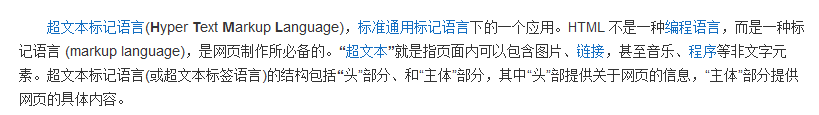 超文本标记语言(Hyper Text Markup Language)，标准通用标记语言下的一个应用。HTML 不是一种编程语言，而是一种标
记语言 (markup language)，是网页制作所必备的。“超文本”就是指页面内可以包含图片、链接，甚至音乐、程序等非文字元
素。超文本标记语言(或超文本标签语言)的结构包括“头”部分、和“主体”部分，其中“头”部提供关于网页的信息，“主体”部分提供
网页的具体内容。